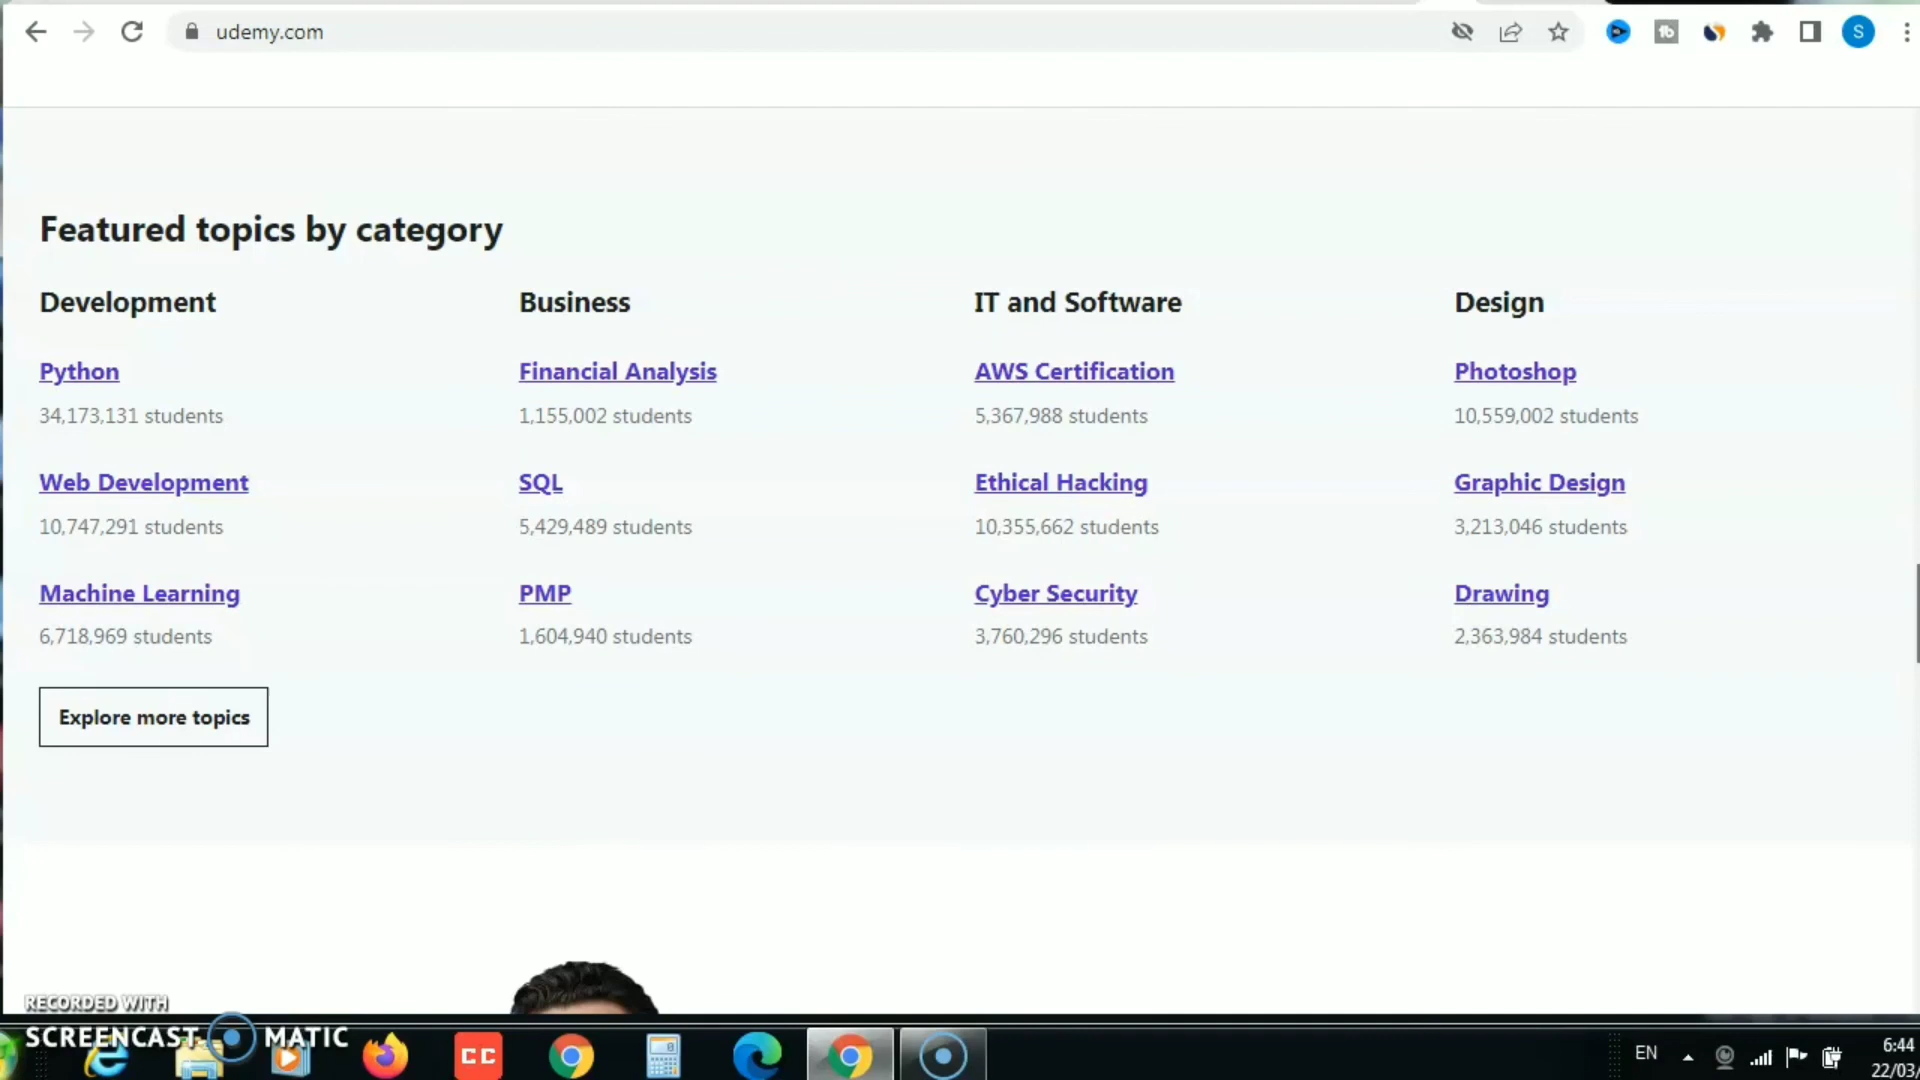 udemy.com
S
Featured topics by category
Development
Business
IT and Software
Design
Python
Financial Analysis
AWS Certification
Photoshop
34,173,131 students
1,155,002 students
5,367,988 students
10,559,002 students
Web Development
SQL
Ethical Hacking
Graphic Design
10,747,291 students
5,429,489 students
10,355,662 students
3,213,046 students
Machine Learning
PMP
Cyber Security
Drawing
6,718,969 students
1,604,940 students
3,760,296 students
2,363,984 students
Explore more topics
RECORDED WITH
SCREENCAST MATIC
CC
EN
6:44
22/03/